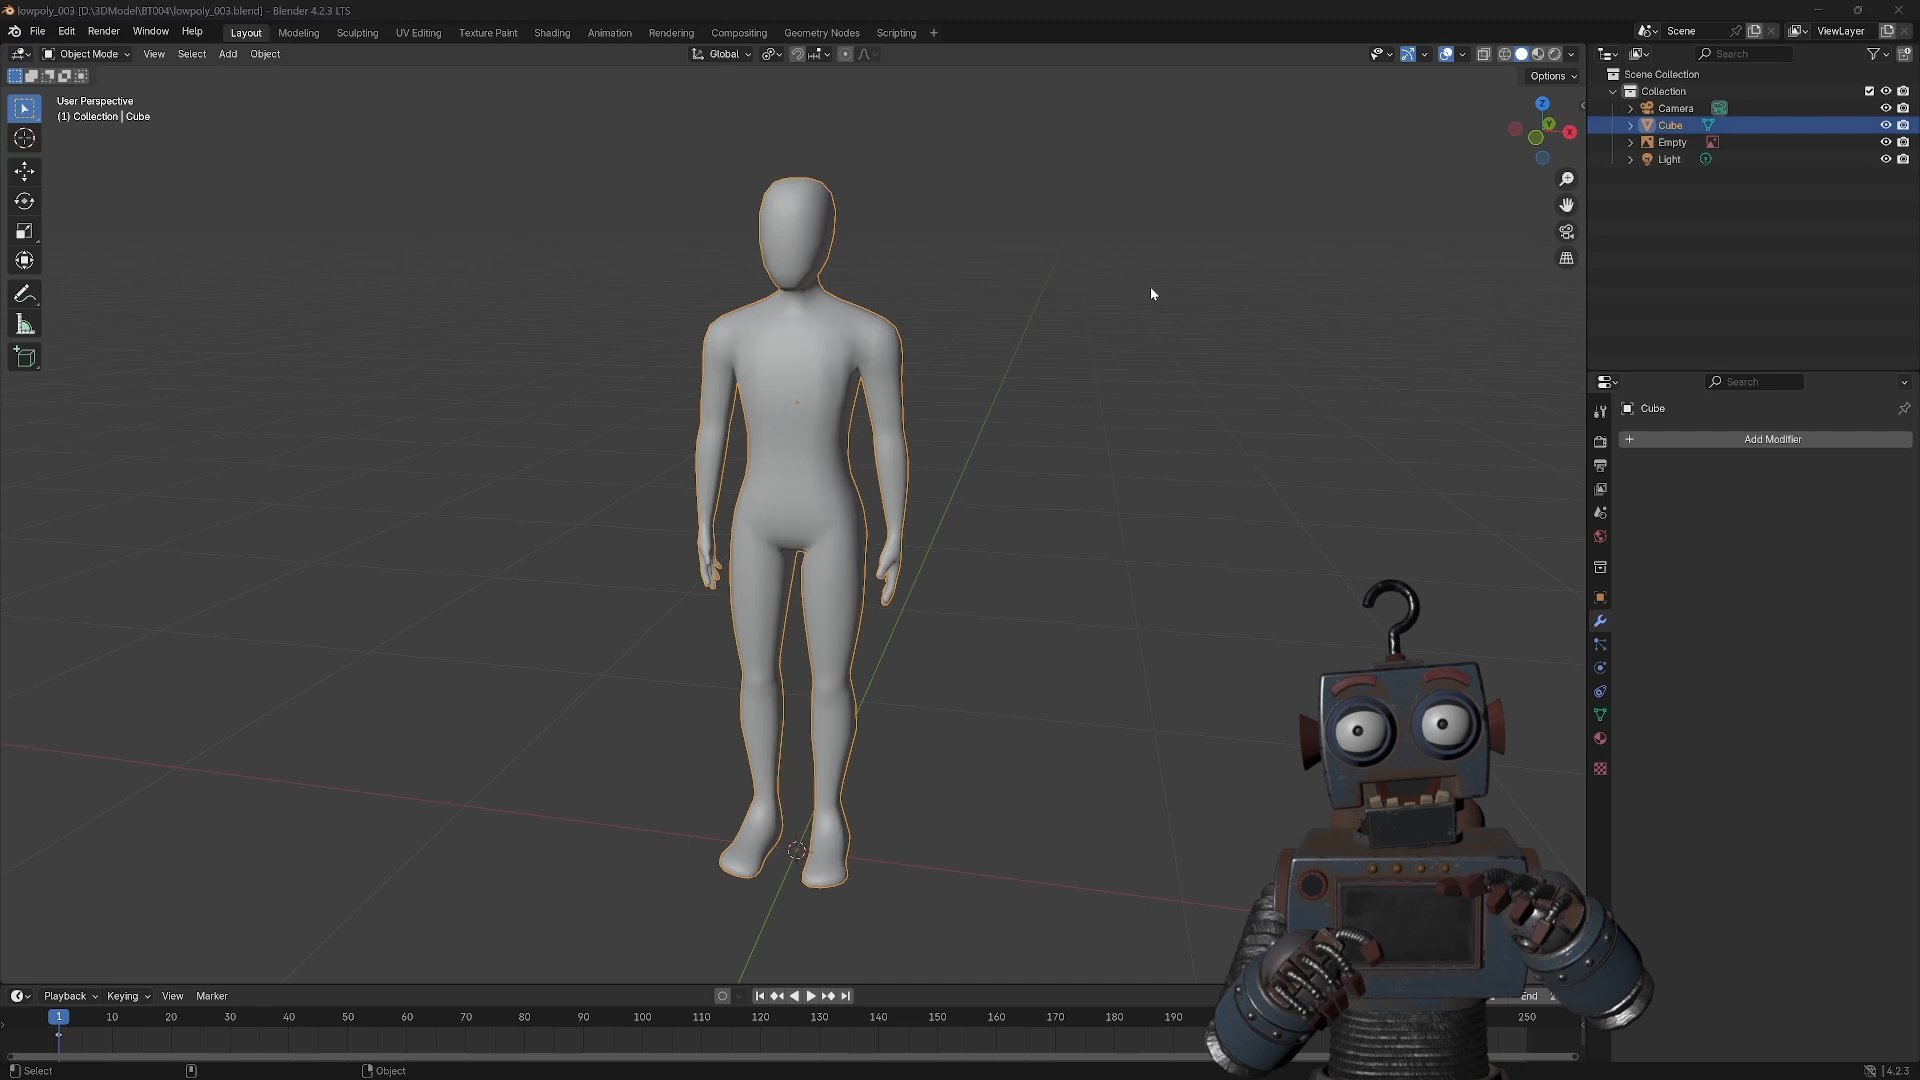 lowpoly_003 [D:\3DModel\BT004\lowpoly_003.blend] - Blender 4.2.3 LTS
File Edit Render Window Help Layout Modeling Sculpting UV Editing Texture Paint Shading Animation Rendering Compositing Geometry Nodes Scripting + Scene ViewLayer
Object Mode View Select Add Object Global Search
Options
User Perspective
(1) Collection | Cube
Z
Y
X
Scene Collection
Collection
Camera
Cube
Empty
Light
Search
Cube
+ Add Modifier
Playback Keying View Marker End
1 10 20 30 40 50 60 70 80 90 100 110 120 130 140 150 160 170 180 190 250
Select Object 4.2.3